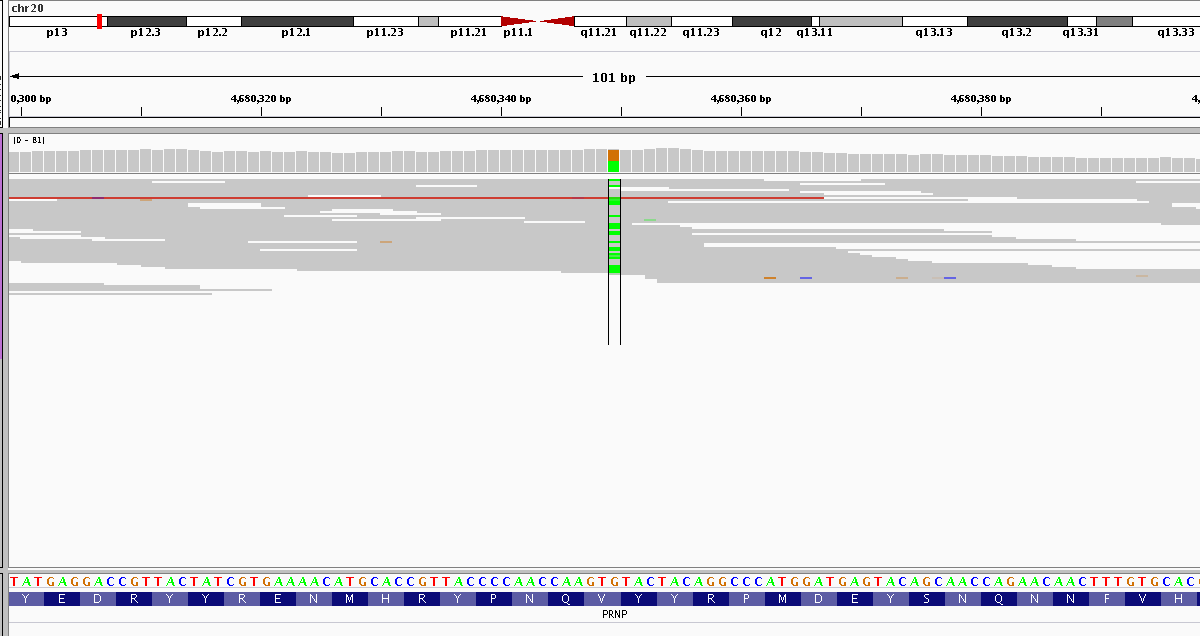 chr20
p13 p12.3 p12.2 p12.1 p11.23 p11.21 p11.1 q11.21 q11.22 q11.23 q12 q13.11 q13.13 q13.2 q13.31 q13.33
101 bp
0,300 bp 4,680,320 bp 4,680,340 bp 4,680,360 bp 4,680,380 bp 4,
[0 - 81]
T A T G A G G A C C G T T A C T A T C G T G A A A A C A T G C A C C G T T A C C C C A A C C A A G T G T A C T A C A G G C C C A T G G A T G A G T A C A G C A A C C A G A A C A A C T T T G T G C A C
Y E D R Y Y R E N M H R Y P N Q V Y Y R P M D E Y S N Q N N F V H
PRNP